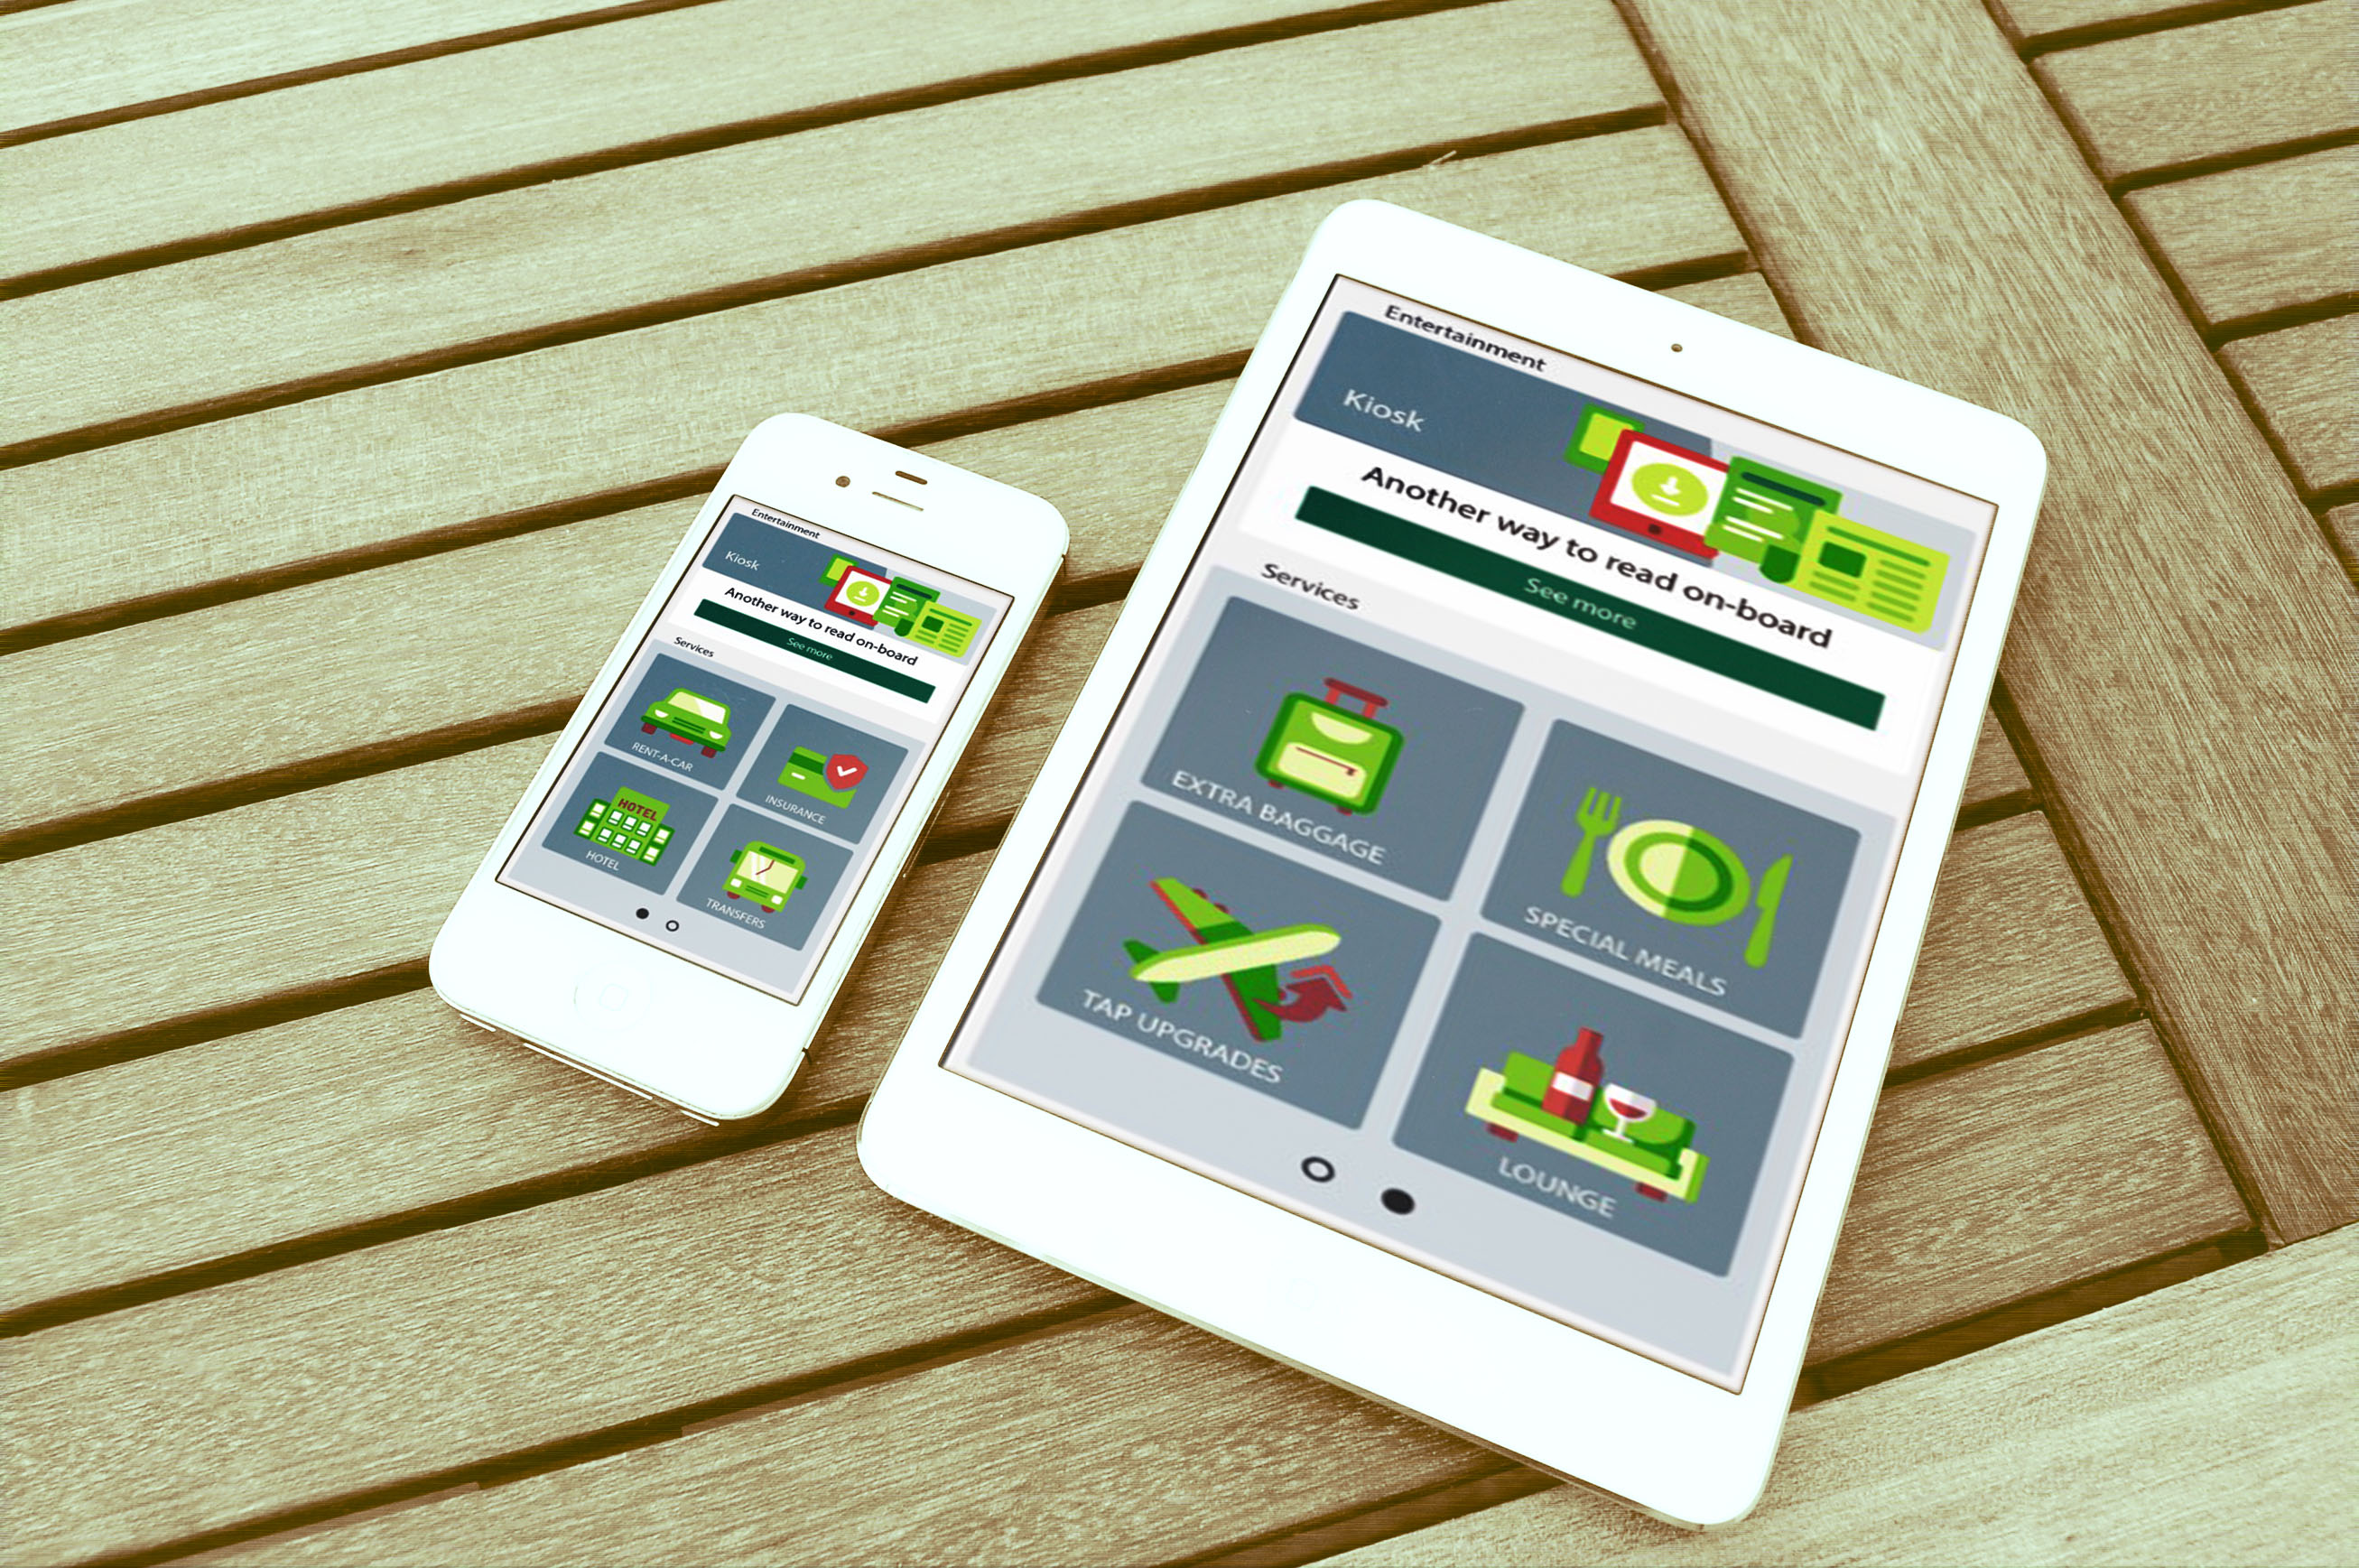 Entertainment
Kiosk
Another way to read on-board
See more
Services
RENT-A-CAR
INSURANCE
HOTEL
HOTEL
TRANSFERS
Entertainment
Kiosk
Another way to read on-board
See more
Services
EXTRA BAGGAGE
SPECIAL MEALS
TAP UPGRADES
LOUNGE